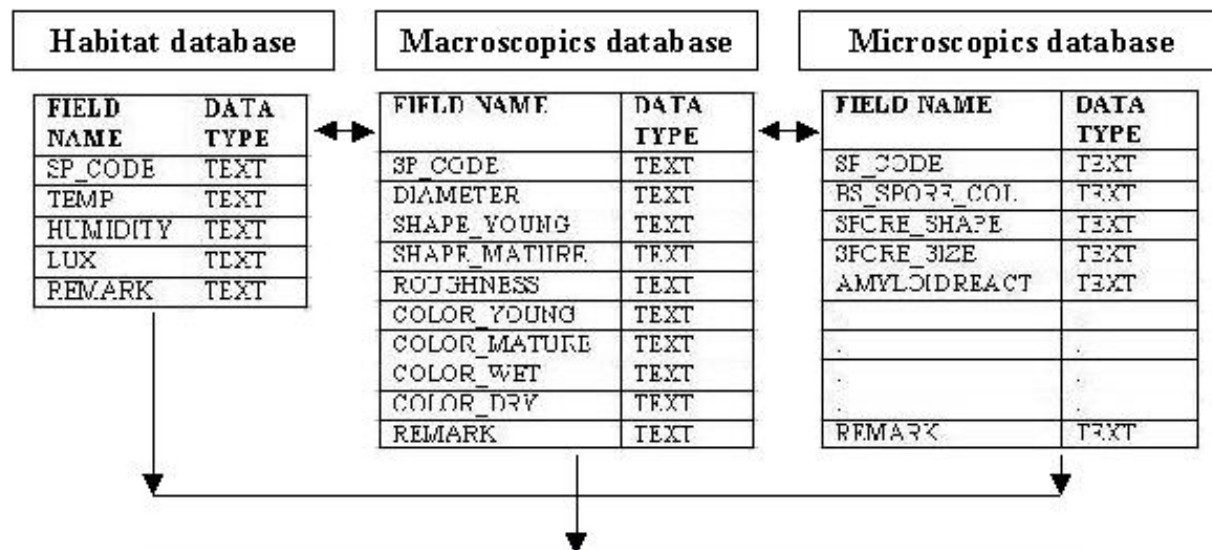 Habitat database
Macroscopics database
Microscopics database
FIELD NAME DATA TYPE
SP_CODE TEXT
TEMP TEXT
HUMIDITY TEXT
LUX TEXT
REMARK TEXT
FIELD NAME DATA TYPE
SP_CODE TEXT
DIAMETER TEXT
SHAPE_YOUNG TEXT
SHAPE_MATURE TEXT
ROUGHNESS TEXT
COLOR_YOUNG TEXT
COLOR_MATURE TEXT
COLOR_WET TEXT
COLOR_DRY TEXT
REMARK TEXT
FIELD NAME DATA TYPE
SP_CODE TEXT
BS_SPORE_COL TEXT
SPORE_SHAPE TEXT
SPORE_SIZE TEXT
AMYLOIDREACT TEXT
. .
. .
. .
. .
REMARK TEXT